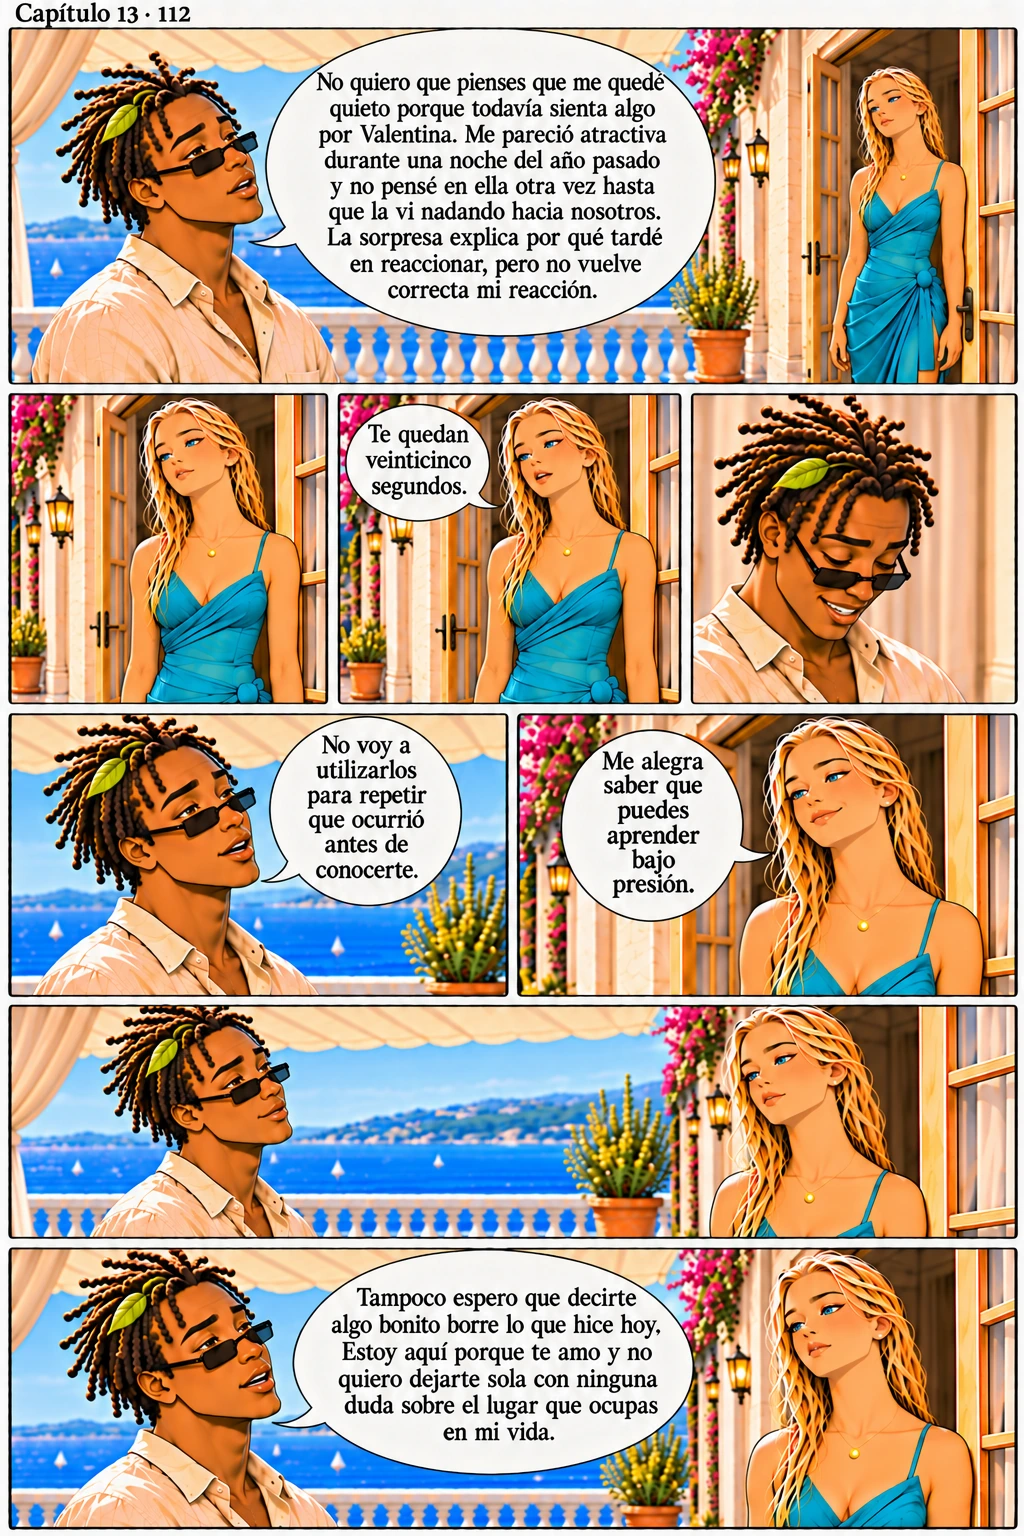 Capítulo 13 · 112
No quiero que pienses que me quedé
quieto porque todavía sienta algo
por Valentina. Me pareció atractiva
durante una noche del año pasado
y no pensé en ella otra vez hasta
que la vi nadando hacia nosotros.
La sorpresa explica por qué tardé
en reaccionar, pero no vuelve
correcta mi reacción.
Te quedan
veinticinco
segundos.
No voy a
utilizarlos
para repetir
que ocurrió
antes de
conocerte.
Me alegra
saber que
puedes
aprender
bajo
presión.
Tampoco espero que decirte
algo bonito borre lo que hice hoy,
Estoy aquí porque te amo y no
quiero dejarte sola con ninguna
duda sobre el lugar que ocupas
en mi vida.